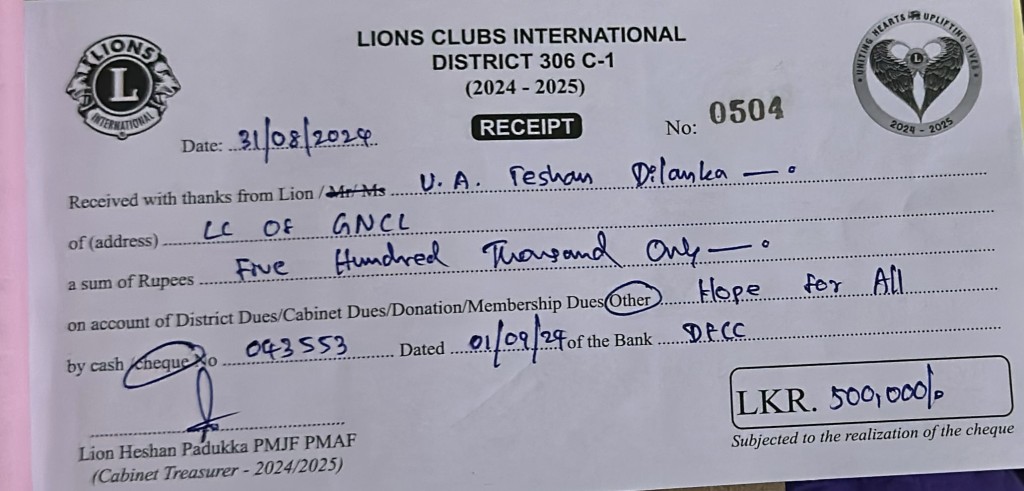 LIONS CLUBS INTERNATIONAL
DISTRICT 306 C-1
(2024 - 2025)
LIONS
L
INTERNATIONAL
UNITING HEARTS UPLIFTING LIVES
L
2024 - 2025
RECEIPT
No: 0504
Date: 31/08/2024
Received with thanks from Lion / Mr/ Ms U. A. Teshan Dilanka
of (address) LC OF GNCL
a sum of Rupees Five Hundred Thousand Only
on account of District Dues/Cabinet Dues/Donation/Membership Dues/Other Hope for All
by cash /cheque No 043553 Dated 01/09/24 of the Bank DFCC
LKR. 500,000/-
Lion Heshan Padukka PMJF PMAF
(Cabinet Treasurer - 2024/2025)
Subjected to the realization of the cheque